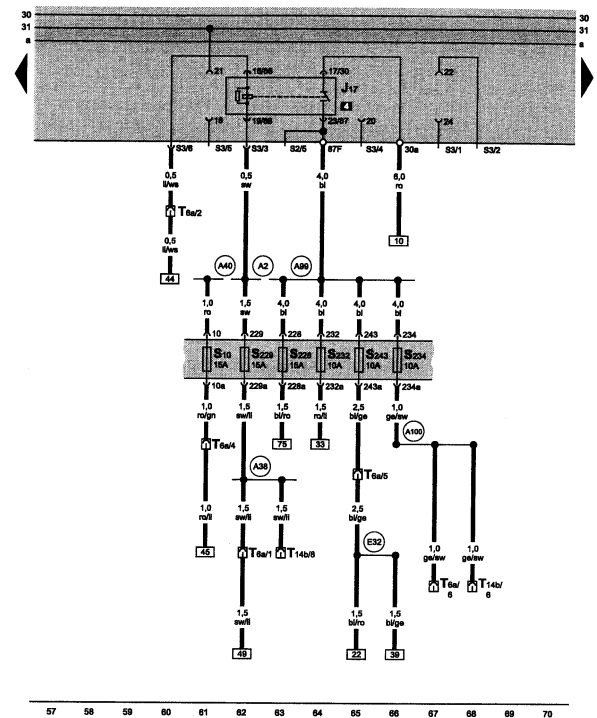 30 30
31 31
a a
21 16/86 17/30 22
J17
4
18 19/86 23/87 20 24
S3/6 S3/5 S3/3 S2/5 87F S3/4 30a S3/1 S3/2
0,5 0,5 4,0 6,0
li/ws sw bl ro
T6a/2
0,5
li/ws
10
44 A40 A2 A99
1,0 1,5 4,0 4,0 4,0 4,0
ro sw bl bl bl bl
10 229 228 232 243 234
S10 S229 S228 S232 S243 S234
15A 15A 15A 10A 10A 10A
10a 229a 228a 232a 243a 234a
1,0 1,5 1,5 1,5 2,5 1,0
ro/gn sw/li bl/ro ro/li bl/ge ge/sw
T6a/4 75 33 A100
A38 T6a/5
1,0 1,5 1,5 2,5
ro/li sw/li sw/li bl/ge
E32
45 T6a/1 T14b/8 1,0 1,0
ge/sw ge/sw
T6a/6 T14b/6
1,5 1,5 1,5
sw/li bl/ro bl/ge
49 22 39
57 58 59 60 61 62 63 64 65 66 67 68 69 70